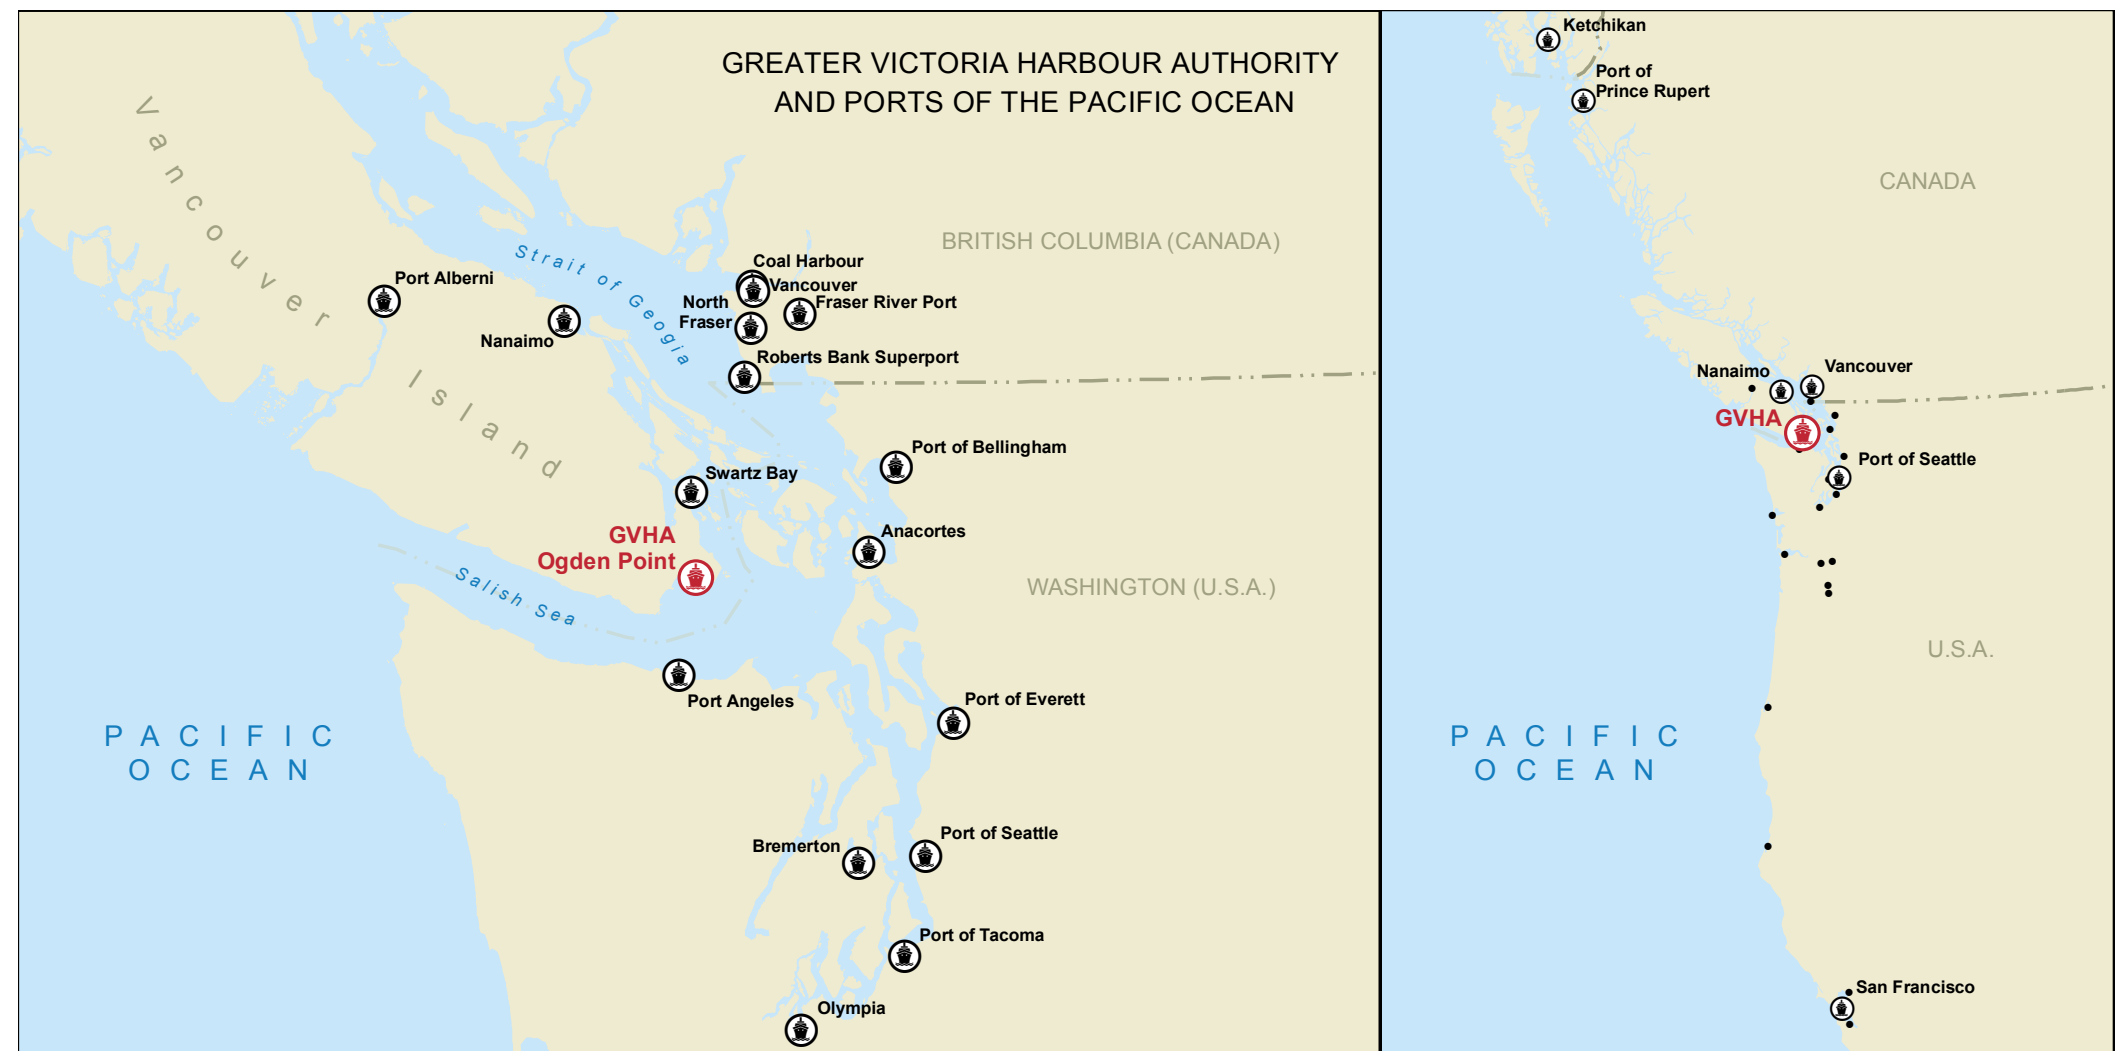 GREATER VICTORIA HARBOUR AUTHORITY
AND PORTS OF THE PACIFIC OCEAN
Vancouver
Island
Strait of Geogia
BRITISH COLUMBIA (CANADA)
Port Alberni
Nanaimo
Coal Harbour
Vancouver
North
Fraser
Fraser River Port
Roberts Bank Superport
Port of Bellingham
Swartz Bay
Anacortes
GVHA
Ogden Point
Salish Sea
WASHINGTON (U.S.A.)
Port Angeles
Port of Everett
PACIFIC
OCEAN
Port of Seattle
Bremerton
Port of Tacoma
Olympia
Ketchikan
Port of
Prince Rupert
CANADA
Nanaimo
Vancouver
GVHA
Port of Seattle
U.S.A.
PACIFIC
OCEAN
San Francisco